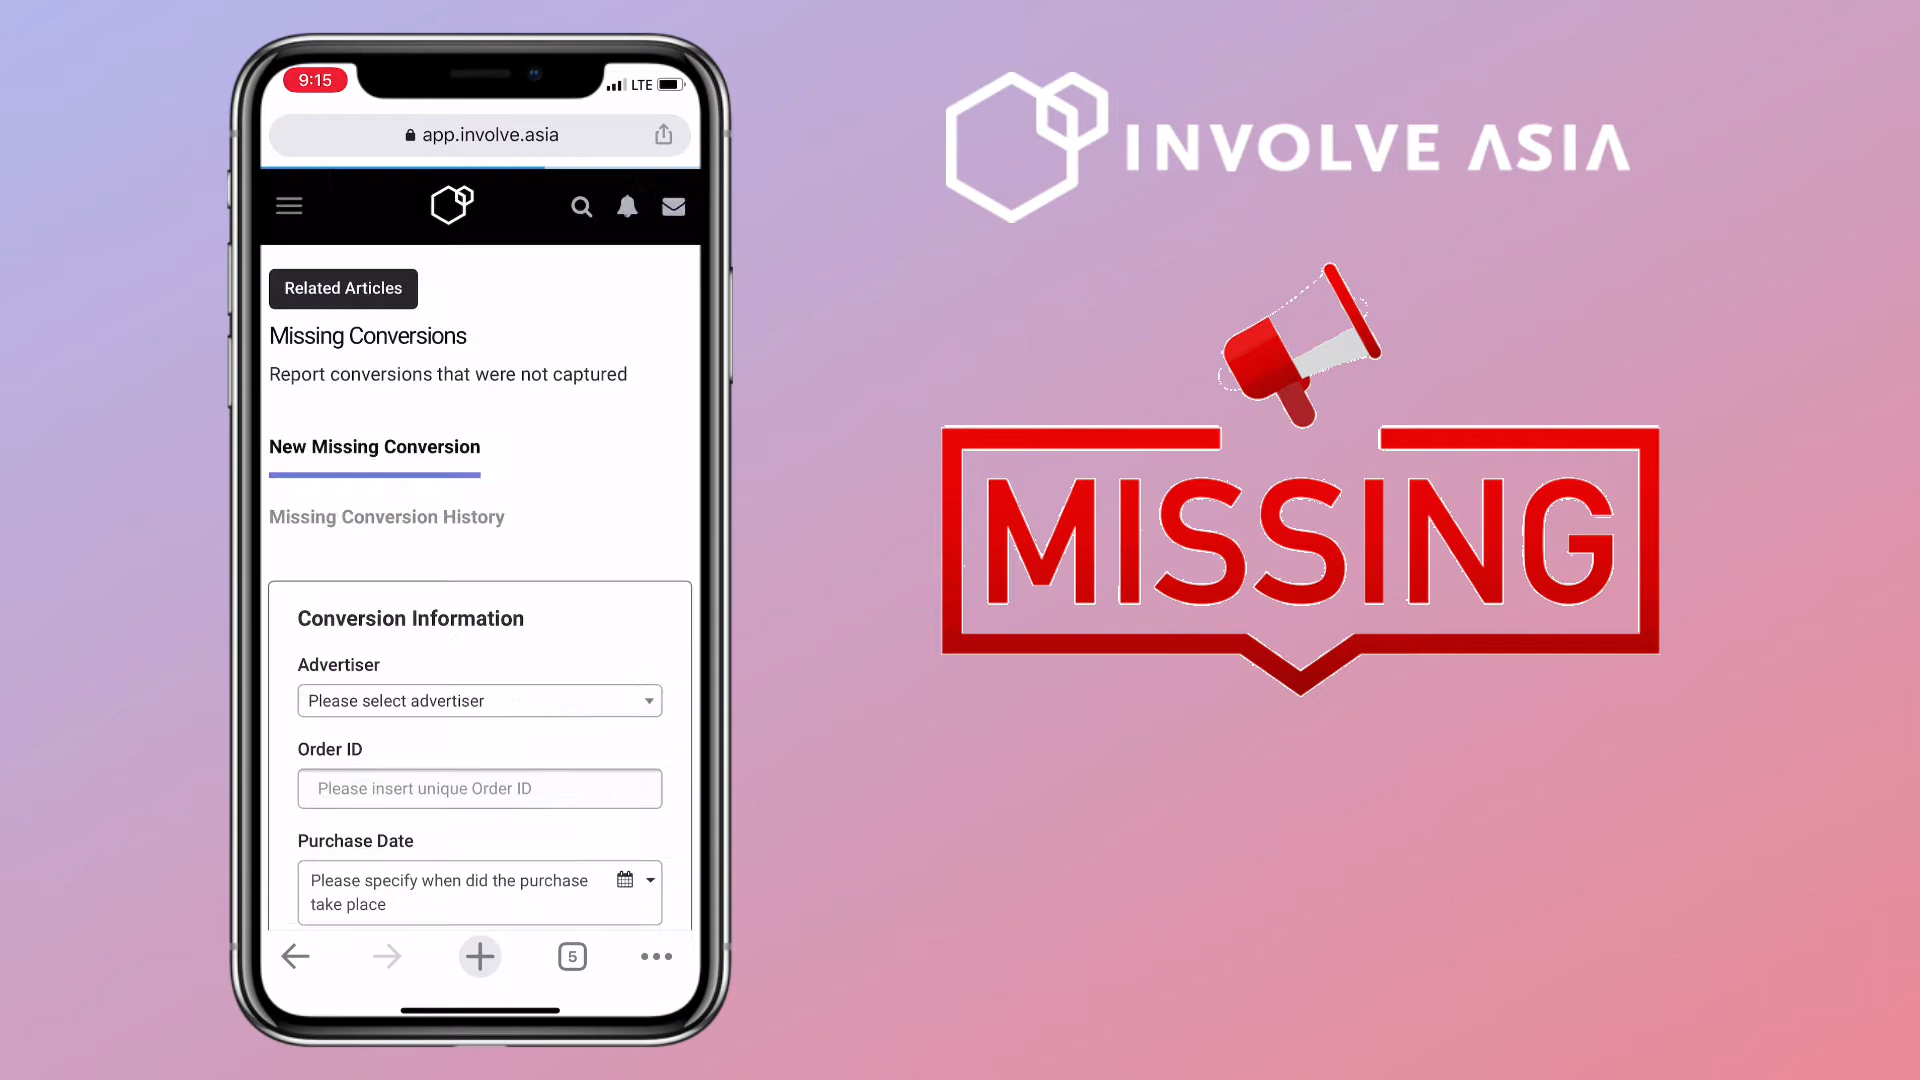 9:15
LTE
app.involve.asia
Related Articles
Missing Conversions
Report conversions that were not captured
New Missing Conversion
Missing Conversion History
Conversion Information
Advertiser
Please select advertiser
Order ID
Please insert unique Order ID
Purchase Date
Please specify when did the purchase
take place
5
INVOLVE ASIA
MISSING